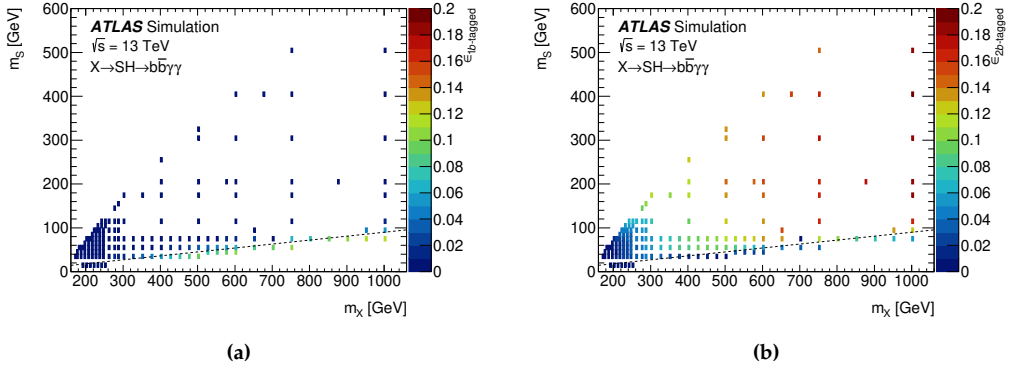 m_S [GeV]
600
500
400
300
200
100
0
ATLAS Simulation
√s = 13 TeV
X→SH→bb̄γγ
200 300 400 500 600 700 800 900 1000
m_X [GeV]
0.2
0.18
0.16
0.14
0.12
0.1
0.08
0.06
0.04
0.02
0
ϵ_1b-tagged
(a)
m_S [GeV]
600
500
400
300
200
100
0
ATLAS Simulation
√s = 13 TeV
X→SH→bb̄γγ
200 300 400 500 600 700 800 900 1000
m_X [GeV]
0.2
0.18
0.16
0.14
0.12
0.1
0.08
0.06
0.04
0.02
0
ϵ_2b-tagged
(b)